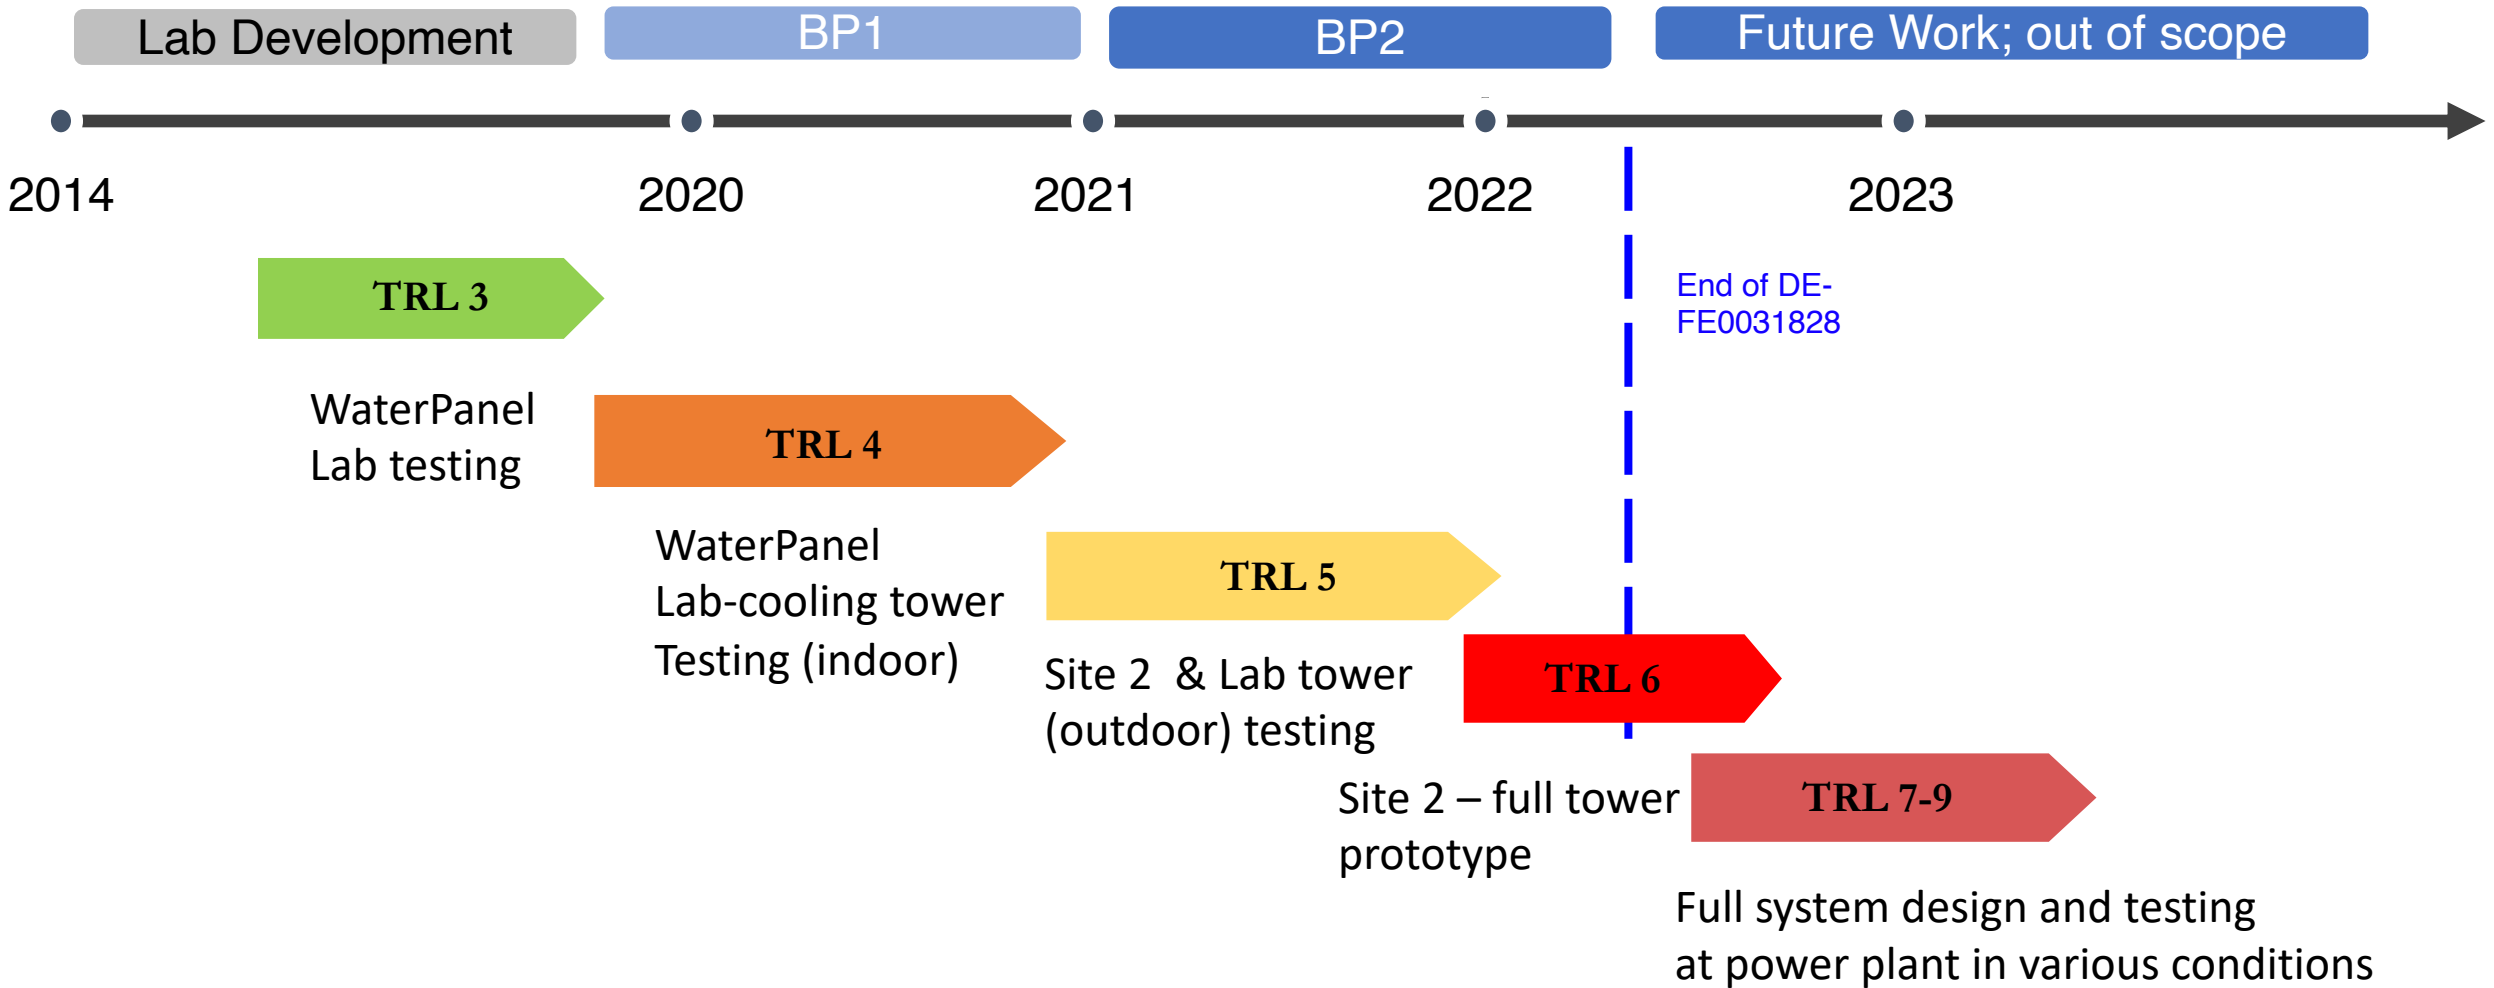 Lab Development
BP1
BP2
Future Work; out of scope
2014
2020
2021
2022
2023
End of DE-
FE0031828
TRL 3
WaterPanel
Lab testing
TRL 4
WaterPanel
Lab-cooling tower
Testing (indoor)
TRL 5
Site 2 & Lab tower
(outdoor) testing
TRL 6
Site 2 – full tower
prototype
TRL 7-9
Full system design and testing
at power plant in various conditions